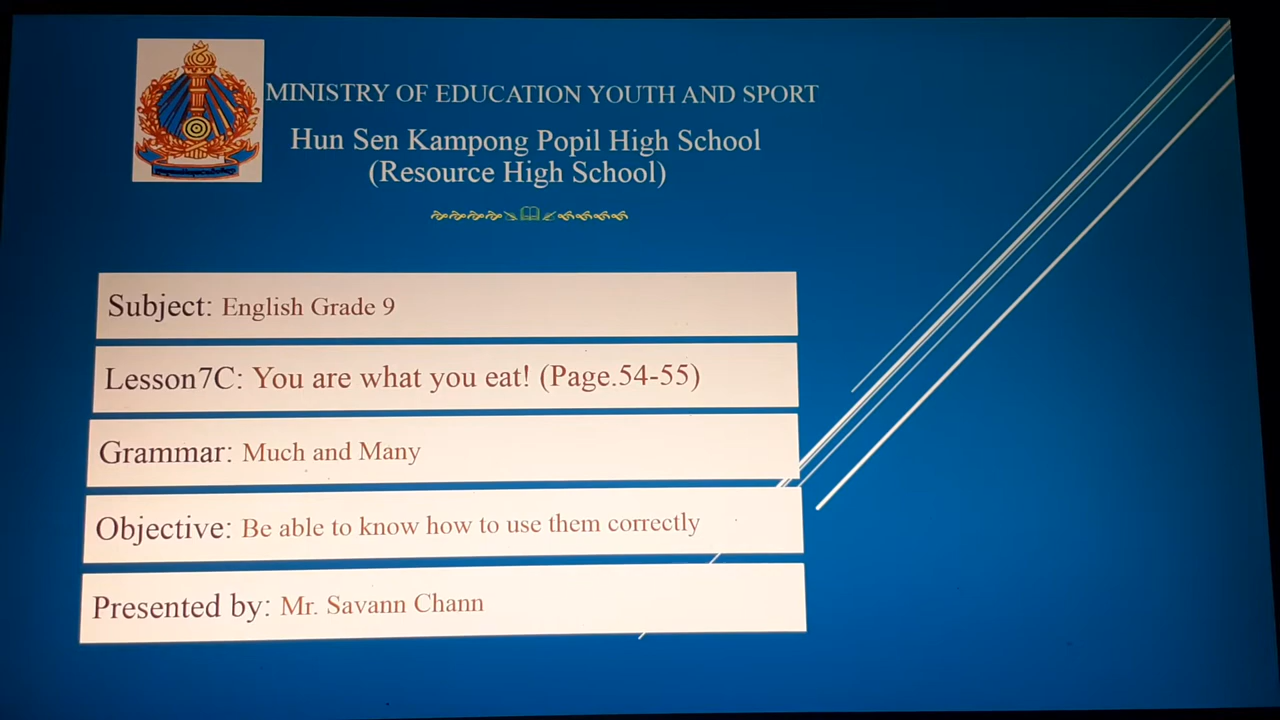 MINISTRY OF EDUCATION YOUTH AND SPORT
Hun Sen Kampong Popil High School
(Resource High School)
Subject: English Grade 9
Lesson7C: You are what you eat! (Page.54-55)
Grammar: Much and Many
Objective: Be able to know how to use them correctly
Presented by: Mr. Savann Chann